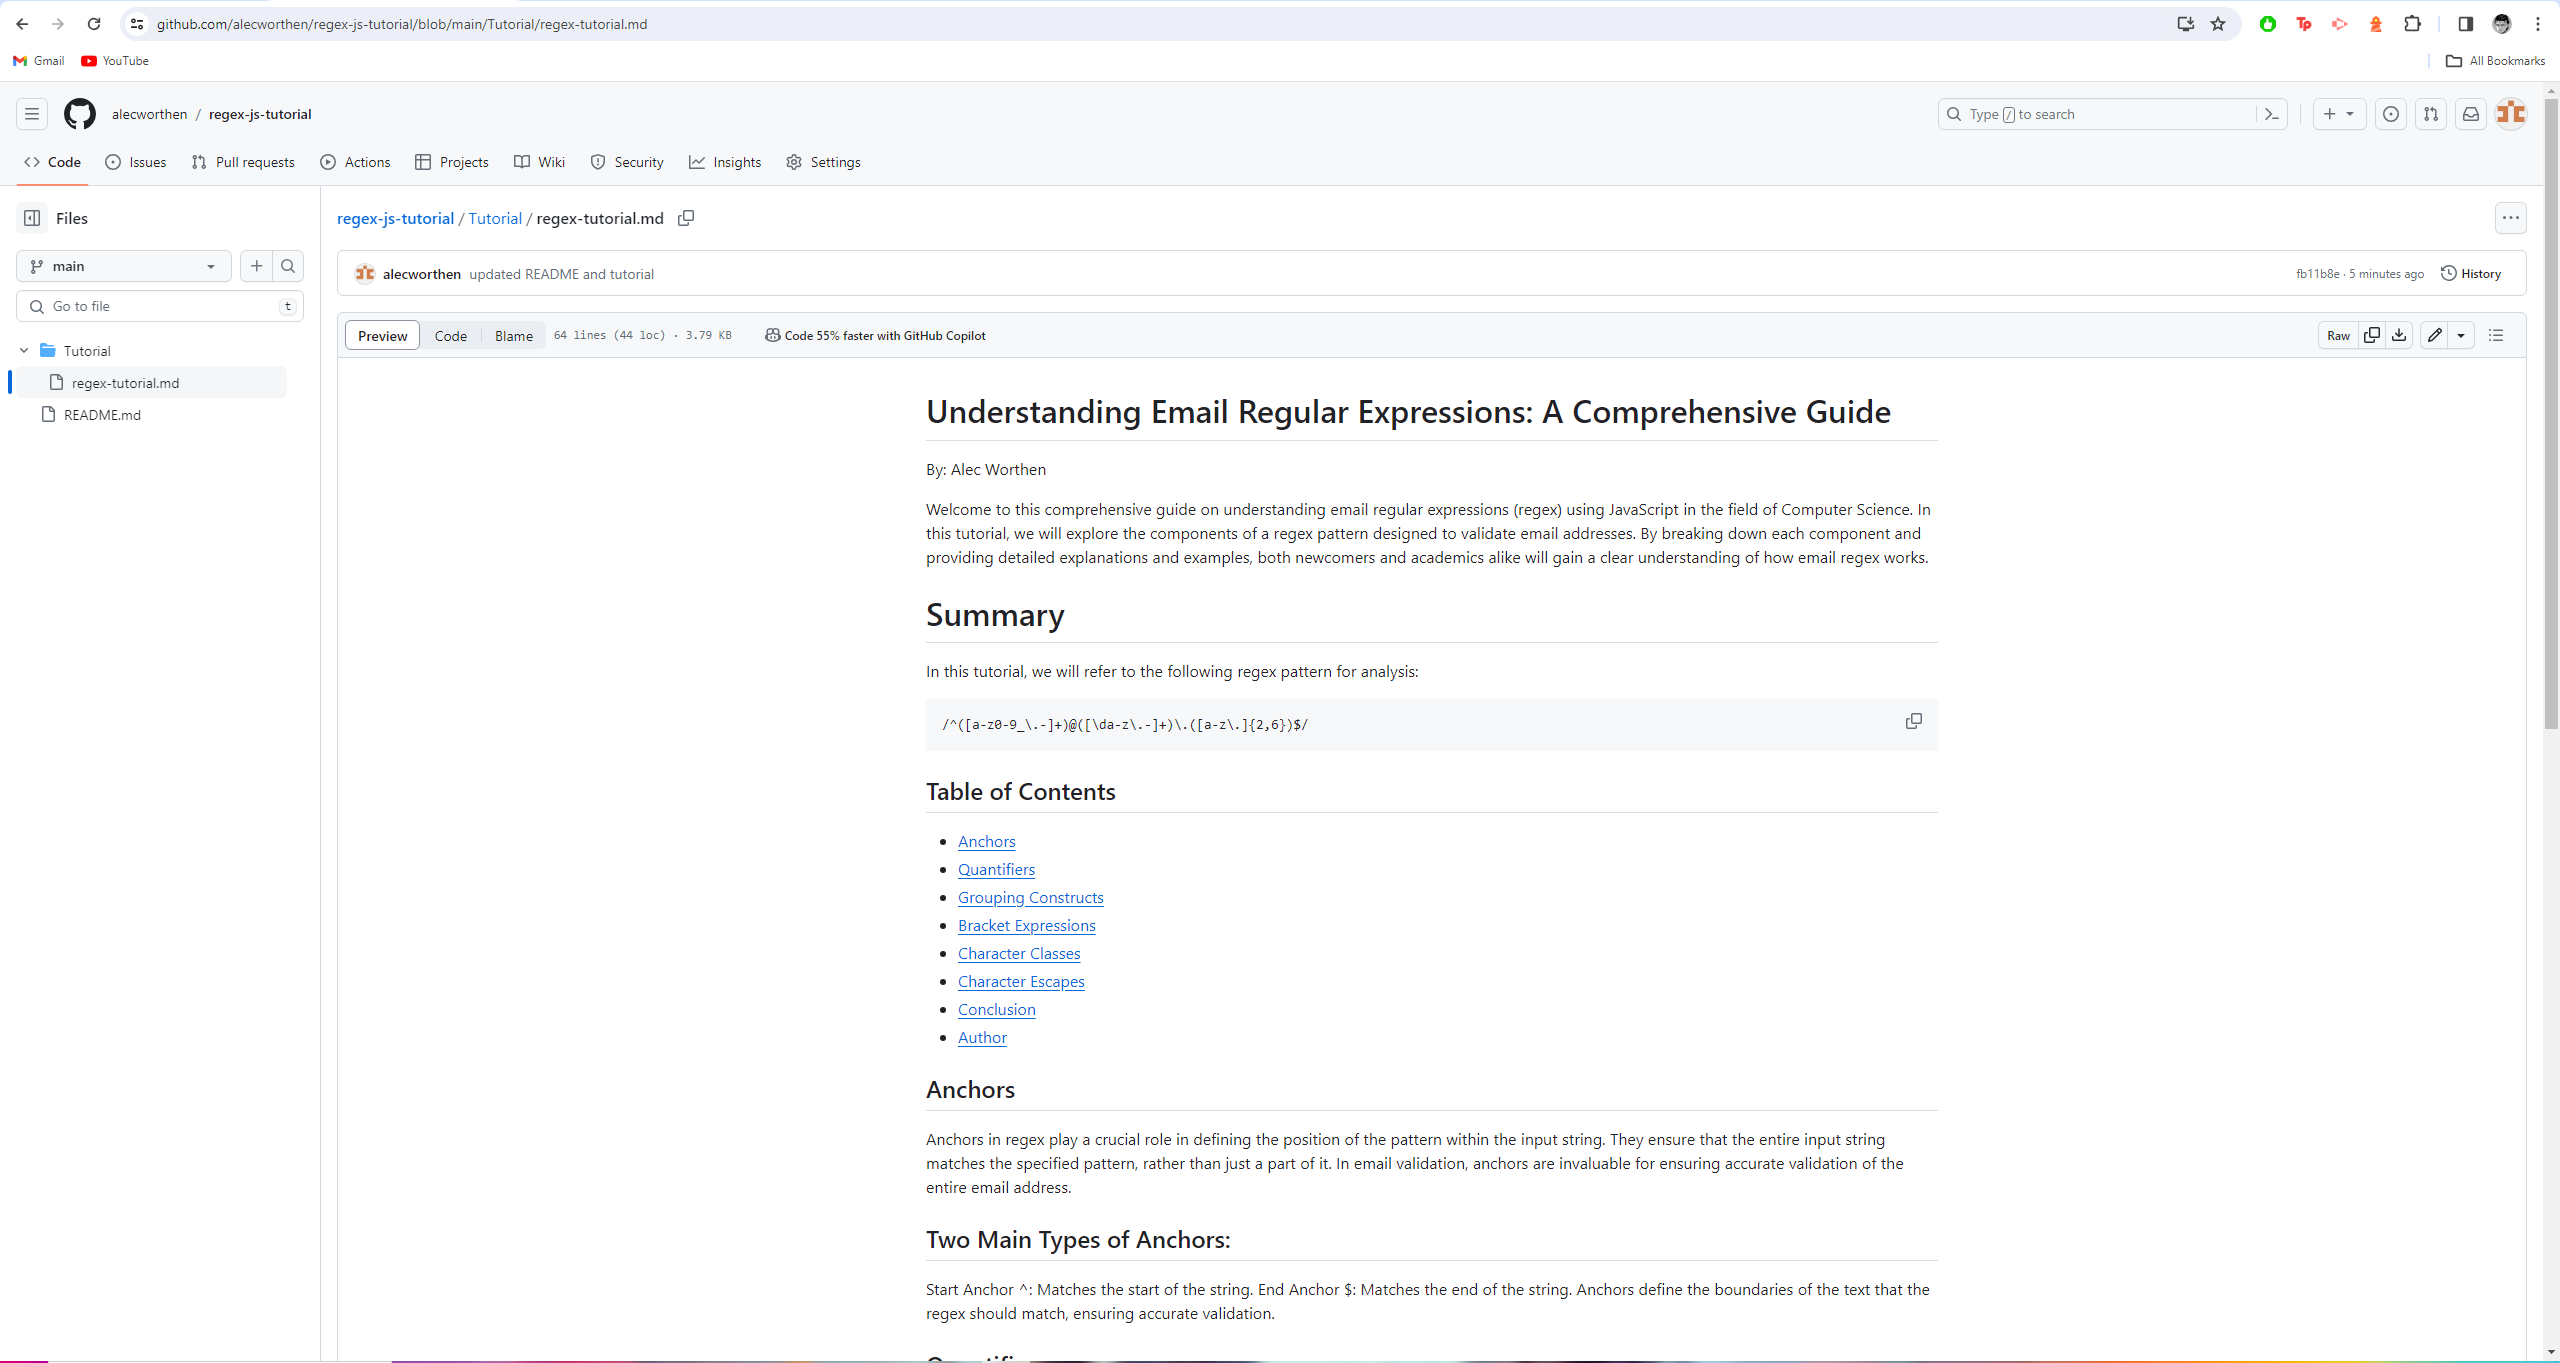 github.com/alecworthen/regex-js-tutorial/blob/main/Tutorial/regex-tutorial.md
Gmail YouTube All Bookmarks
alecworthen / regex-js-tutorial Type / to search
Code Issues Pull requests Actions Projects Wiki Security Insights Settings
Files
main
Go to file t
Tutorial
regex-tutorial.md
README.md
regex-js-tutorial / Tutorial / regex-tutorial.md
alecworthen updated README and tutorial fb11b8e · 5 minutes ago History
Preview Code Blame 64 lines (44 loc) · 3.79 KB Code 55% faster with GitHub Copilot Raw
Understanding Email Regular Expressions: A Comprehensive Guide
By: Alec Worthen
Welcome to this comprehensive guide on understanding email regular expressions (regex) using JavaScript in the field of Computer Science. In
this tutorial, we will explore the components of a regex pattern designed to validate email addresses. By breaking down each component and
providing detailed explanations and examples, both newcomers and academics alike will gain a clear understanding of how email regex works.
Summary
In this tutorial, we will refer to the following regex pattern for analysis:
/^([a-z0-9_\.-]+)@([\da-z\.-]+)\.([a-z\.]{2,6})$/
Table of Contents
Anchors
Quantifiers
Grouping Constructs
Bracket Expressions
Character Classes
Character Escapes
Conclusion
Author
Anchors
Anchors in regex play a crucial role in defining the position of the pattern within the input string. They ensure that the entire input string
matches the specified pattern, rather than just a part of it. In email validation, anchors are invaluable for ensuring accurate validation of the
entire email address.
Two Main Types of Anchors:
Start Anchor ^: Matches the start of the string. End Anchor $: Matches the end of the string. Anchors define the boundaries of the text that the
regex should match, ensuring accurate validation.